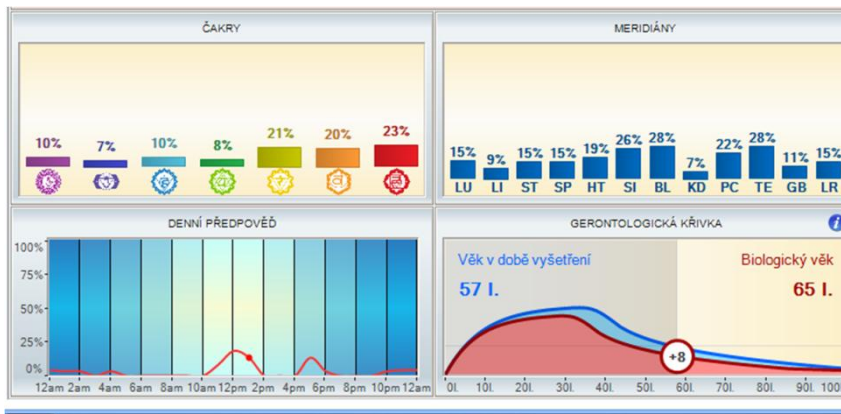 ČAKRY
10% 7% 10% 8% 21% 20% 23%
MERIDIÁNY
15% 9% 15% 15% 19% 26% 28% 7% 22% 28% 11% 15%
LU LI ST SP HT SI BL KD PC TE GB LR
DENNÍ PŘEDPOVĚĎ
100%
75%
50%
25%
0%
12am 2am 4am 6am 8am 10am 12pm 2pm 4pm 6pm 8pm 10pm 12am
GERONTOLOGICKÁ KŘIVKA i
Věk v době vyšetření
57 l.
Biologický věk
65 l.
+8
0l. 10l. 20l. 30l. 40l. 50l. 60l. 70l. 80l. 90l. 100